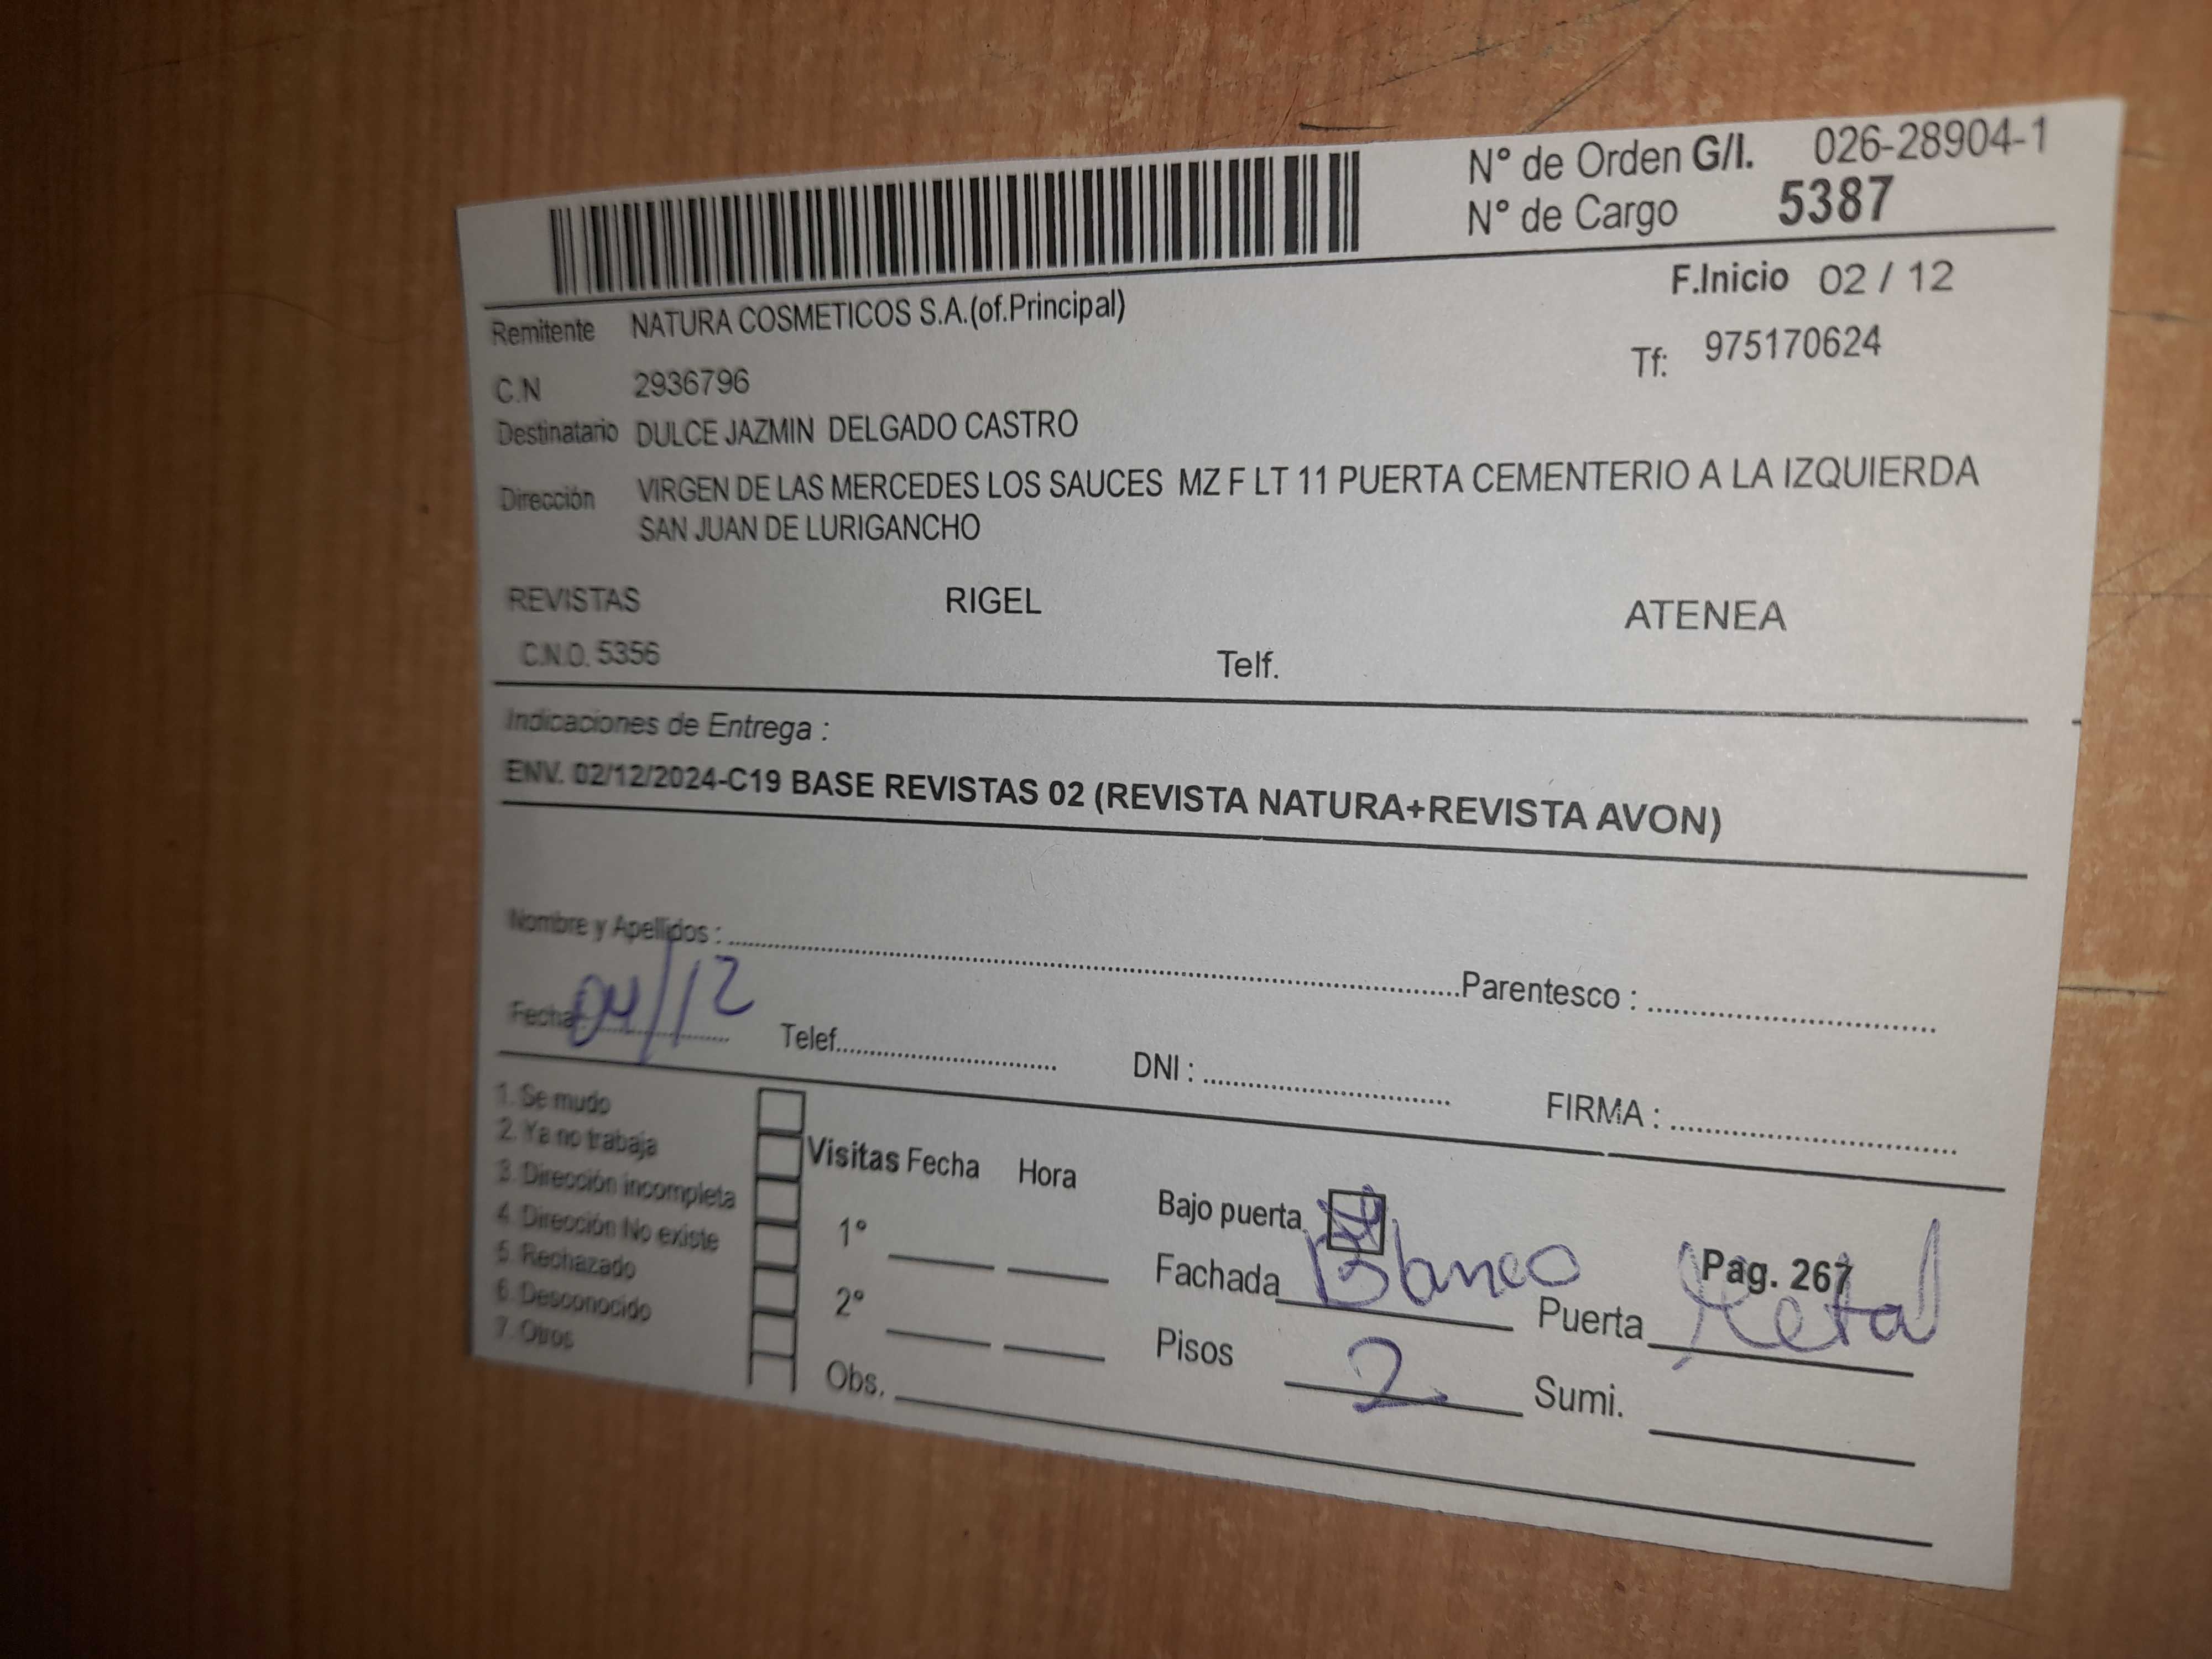 N° de Orden G/I. 026-28904-1
N° de Cargo 5387
F.Inicio 02 / 12
Remitente NATURA COSMETICOS S.A.(of.Principal)
Tf: 975170624
C.N 2936796
Destinatario DULCE JAZMIN DELGADO CASTRO
Dirección VIRGEN DE LAS MERCEDES LOS SAUCES MZ F LT 11 PUERTA CEMENTERIO A LA IZQUIERDA
SAN JUAN DE LURIGANCHO
REVISTAS RIGEL ATENEA
C.N.O. 5356 Telf.
Indicaciones de Entrega :
ENV. 02/12/2024-C19 BASE REVISTAS 02 (REVISTA NATURA+REVISTA AVON)
Nombre y Apellidos : Parentesco :
Fecha: 04/12 Telef. DNI : FIRMA :
1. Se mudo
2. Ya no trabaja
3. Dirección incompleta
4. Dirección No existe
5. Rechazado
6. Desconocido
7. Otros
Visitas Fecha Hora
1°
2°
Obs.
Bajo puerta
Pag. 267
Fachada Blanco Puerta Metal
Pisos 2 Sumi.